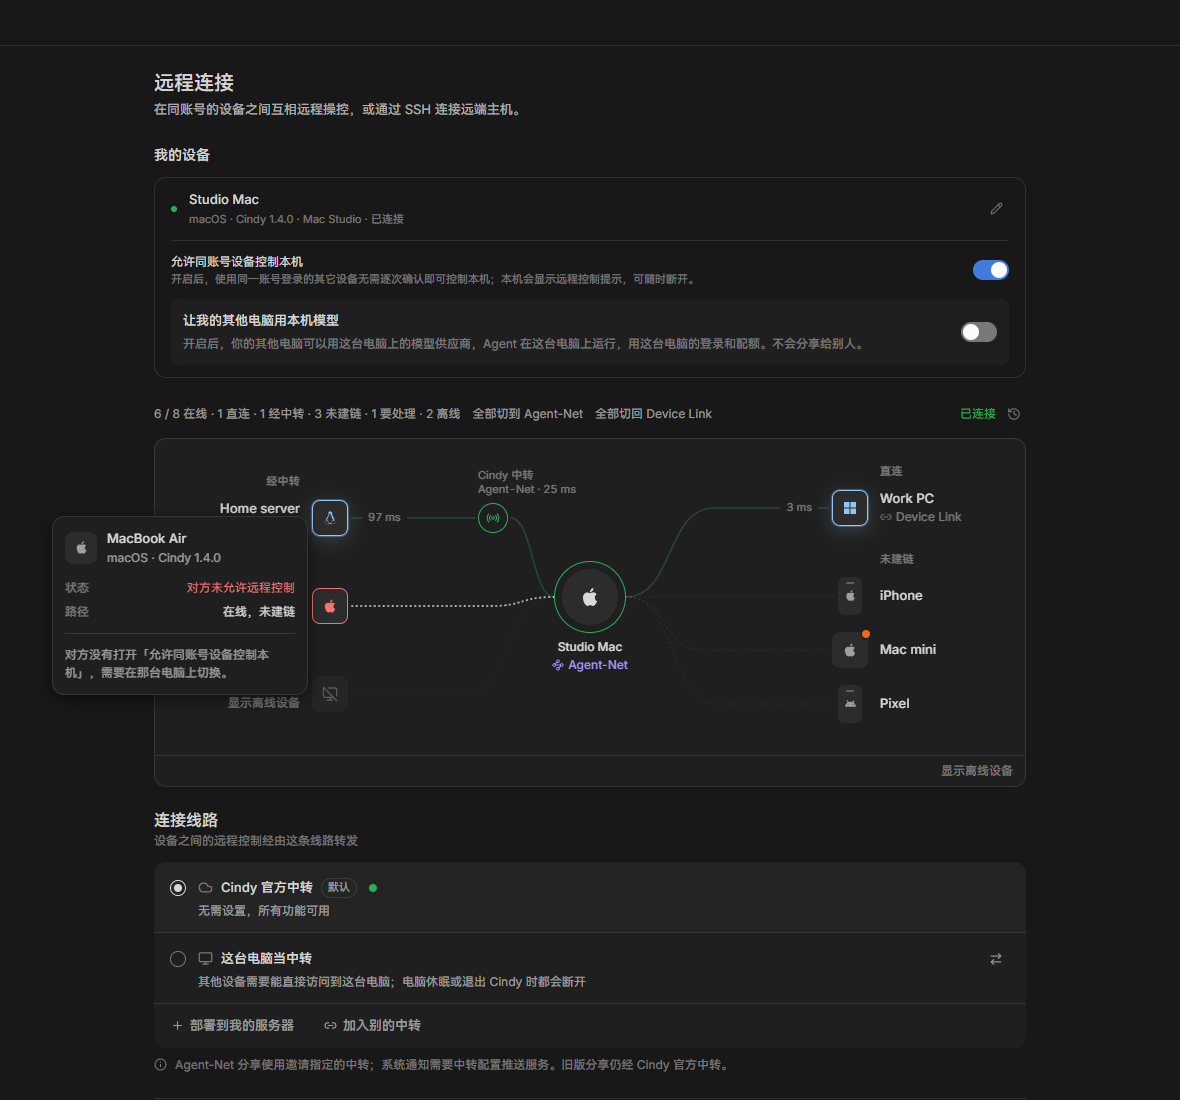 远程连接
在同账号的设备之间互相远程操控，或通过 SSH 连接远端主机。
我的设备
Studio Mac
macOS · Cindy 1.4.0 · Mac Studio · 已连接
允许同账号设备控制本机
开启后，使用同一账号登录的其它设备无需逐次确认即可控制本机；本机会显示远程控制提示，可随时断开。
让我的其他电脑用本机模型
开启后，你的其他电脑可以用这台电脑上的模型供应商，Agent 在这台电脑上运行，用这台电脑的登录和配额。不会分享给别人。
6 / 8 在线 · 1 直连 · 1 经中转 · 3 未建链 · 1 要处理 · 2 离线 全部切到 Agent-Net 全部切回 Device Link
已连接
经中转
Home server
97 ms
Cindy 中转
Agent-Net · 25 ms
3 ms
直连
Work PC
Device Link
未建链
iPhone
Mac mini
Pixel
MacBook Air
macOS · Cindy 1.4.0
状态 对方未允许远程控制
路径 在线，未建链
对方没有打开「允许同账号设备控制本
机」，需要在那台电脑上切换。
Studio Mac
Agent-Net
显示离线设备
显示离线设备
连接线路
设备之间的远程控制经由这条线路转发
Cindy 官方中转 默认
无需设置，所有功能可用
这台电脑当中转
其他设备需要能直接访问到这台电脑；电脑休眠或退出 Cindy 时都会断开
部署到我的服务器 加入别的中转
Agent-Net 分享使用邀请指定的中转；系统通知需要中转配置推送服务。旧版分享仍经 Cindy 官方中转。